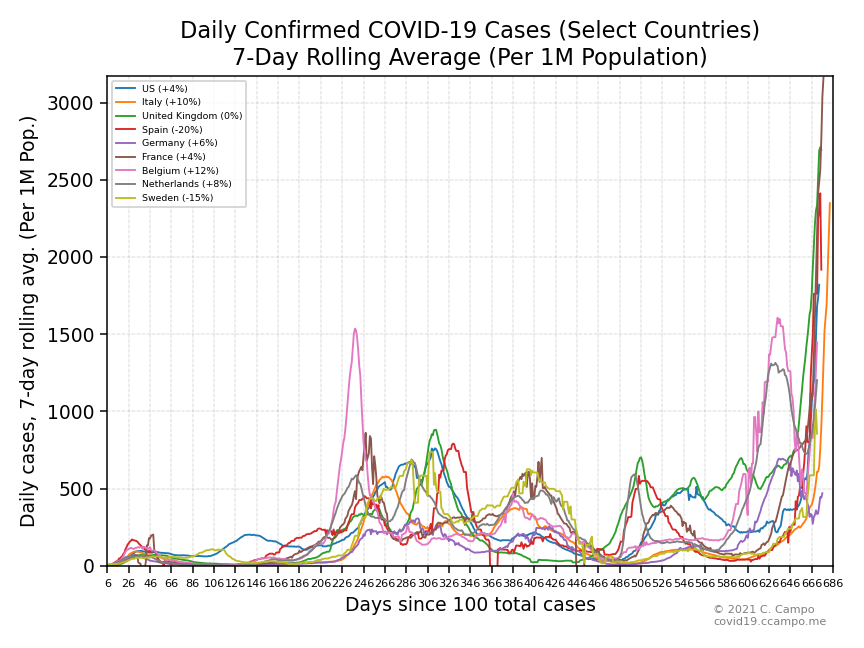 Daily Confirmed COVID-19 Cases (Select Countries)
7-Day Rolling Average (Per 1M Population)
Daily cases, 7-day rolling avg. (Per 1M Pop.)
3000
2500
2000
1500
1000
500
0
US (+4%)
Italy (+10%)
United Kingdom (0%)
Spain (-20%)
Germany (+6%)
France (+4%)
Belgium (+12%)
Netherlands (+8%)
Sweden (-15%)
6 26 46 66 86 106 126 146 166 186 206 226 246 266 286 306 326 346 366 386 406 426 446 466 486 506 526 546 566 586 606 626 646 666 686
Days since 100 total cases
© 2021 C. Campo
covid19.ccampo.me